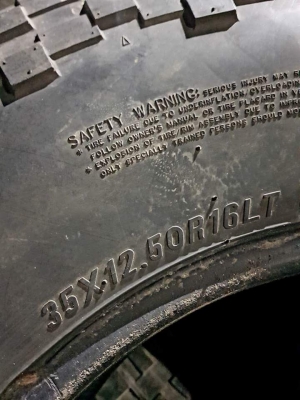 SAFETY WARNING: SERIOUS INJURY MAY
• TIRE FAILURE DUE TO UNDERINFLATION/OVERLOADING
FOLLOW OWNER'S MANUAL OR TIRE PLACARD IN
• EXPLOSION OF TIRE/RIM ASSEMBLY DUE TO
ONLY SPECIALLY TRAINED PERSONS SHOULD
35X12.50R16LT